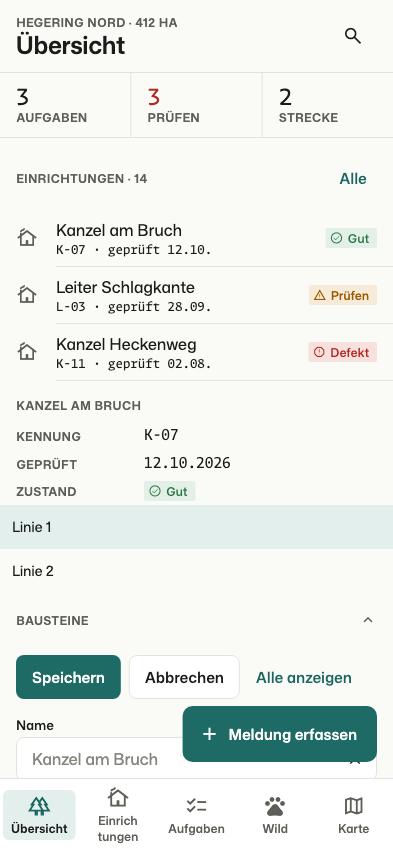 HEGERING NORD · 412 HA
Übersicht
3
AUFGABEN
3
PRÜFEN
2
STRECKE
EINRICHTUNGEN · 14
Alle
Kanzel am Bruch
K-07 · geprüft 12.10.
Gut
Leiter Schlagkante
L-03 · geprüft 28.09.
Prüfen
Kanzel Heckenweg
K-11 · geprüft 02.08.
Defekt
KANZEL AM BRUCH
KENNUNG
K-07
GEPRÜFT
12.10.2026
ZUSTAND
Gut
Linie 1
Linie 2
BAUSTEINE
Speichern
Abbrechen
Alle anzeigen
Name
Kanzel am Bruch
+ Meldung erfassen
Übersicht
Einrich
tungen
Aufgaben
Wild
Karte